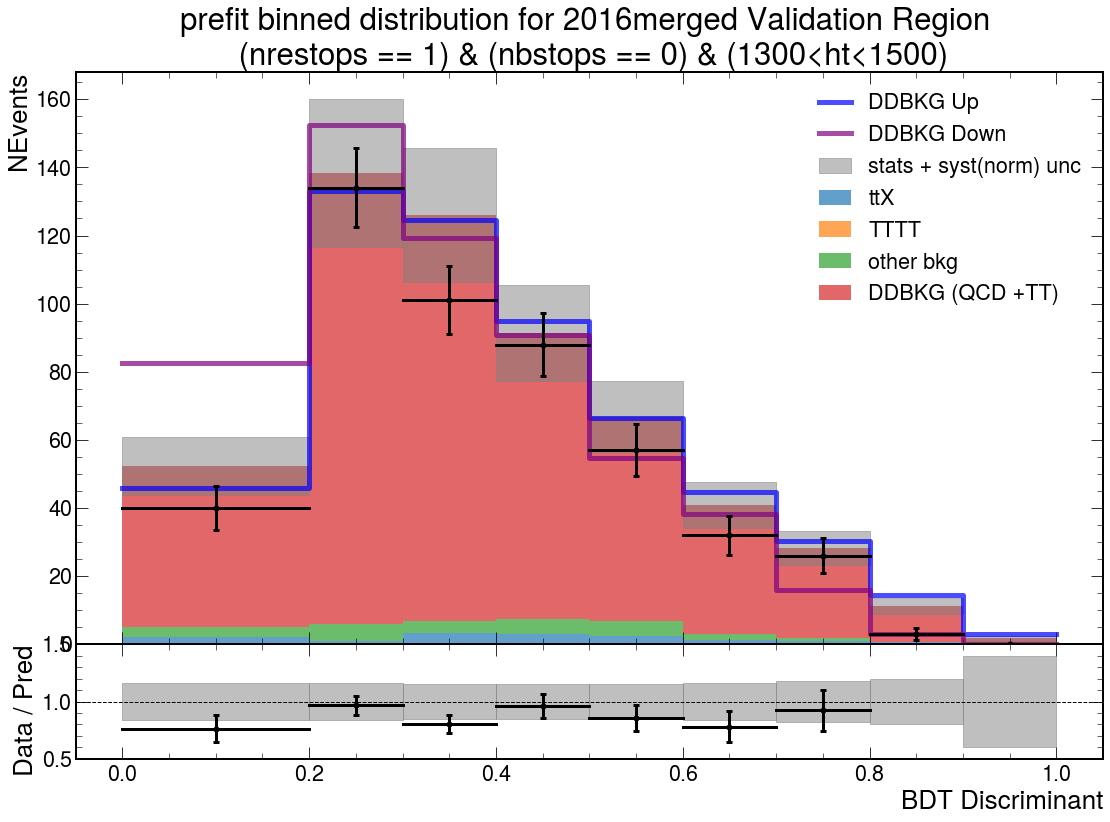 prefit binned distribution for 2016merged Validation Region
(nrestops == 1) & (nbstops == 0) & (1300<ht<1500)
NEvents
160
140
120
100
80
60
40
20
0
DDBKG Up
DDBKG Down
stats + syst(norm) unc
ttX
TTTT
other bkg
DDBKG (QCD +TT)
Data / Pred
1.5
1.0
0.5
0.0 0.2 0.4 0.6 0.8 1.0
BDT Discriminant